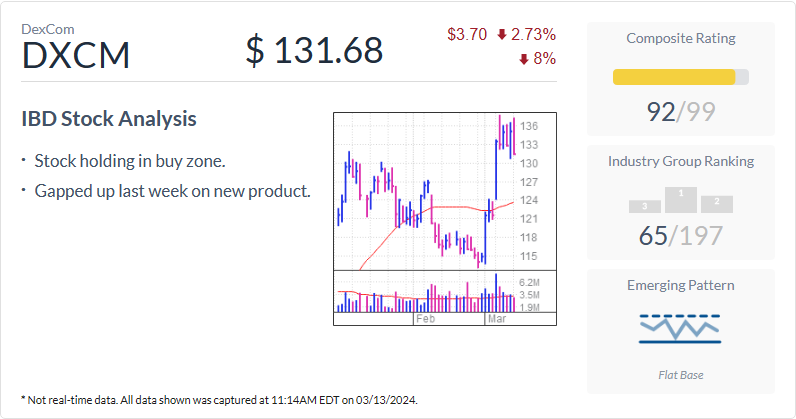 DexCom
DXCM
$ 131.68
$3.70 2.73%
8%
IBD Stock Analysis
• Stock holding in buy zone.
• Gapped up last week on new product.
136
133
130
127
124
121
118
115
6.2M
3.5M
1.9M
Feb
Mar
Composite Rating
92/99
Industry Group Ranking
3
1
2
65/197
Emerging Pattern
Flat Base
* Not real-time data. All data shown was captured at 11:14AM EDT on 03/13/2024.